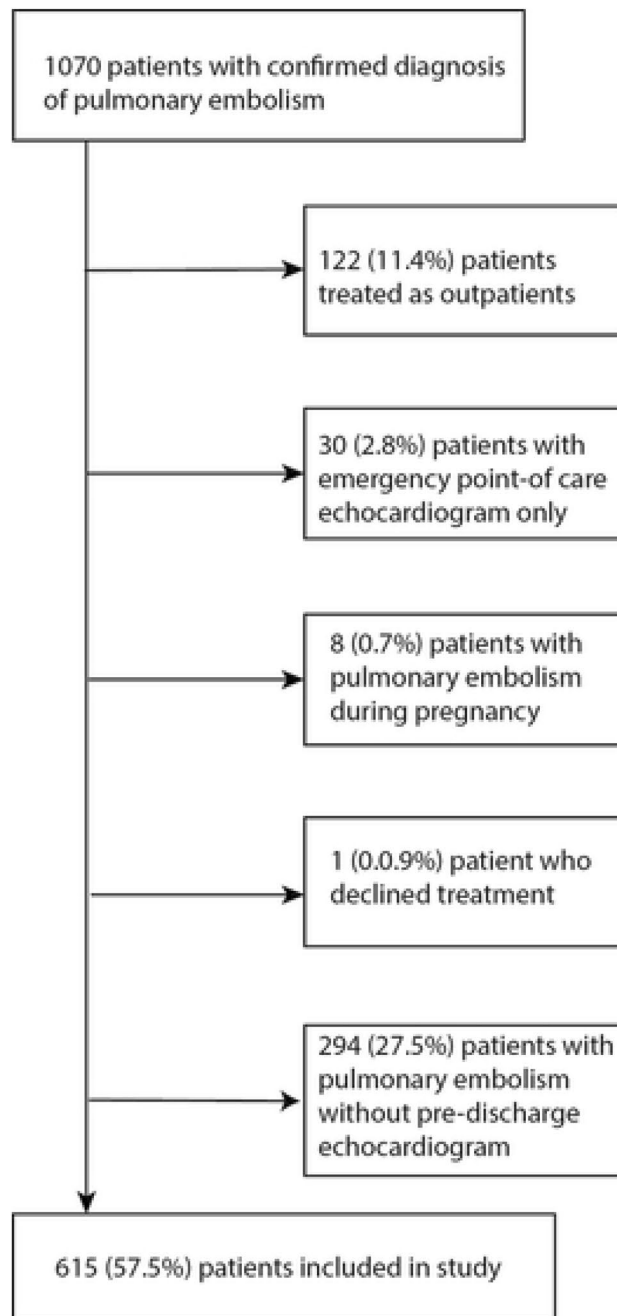 1070 patients with confirmed diagnosis
of pulmonary embolism
122 (11.4%) patients
treated as outpatients
30 (2.8%) patients with
emergency point-of care
echocardiogram only
8 (0.7%) patients with
pulmonary embolism
during pregnancy
1 (0.0.9%) patient who
declined treatment
294 (27.5%) patients with
pulmonary embolism
without pre-discharge
echocardiogram
615 (57.5%) patients included in study